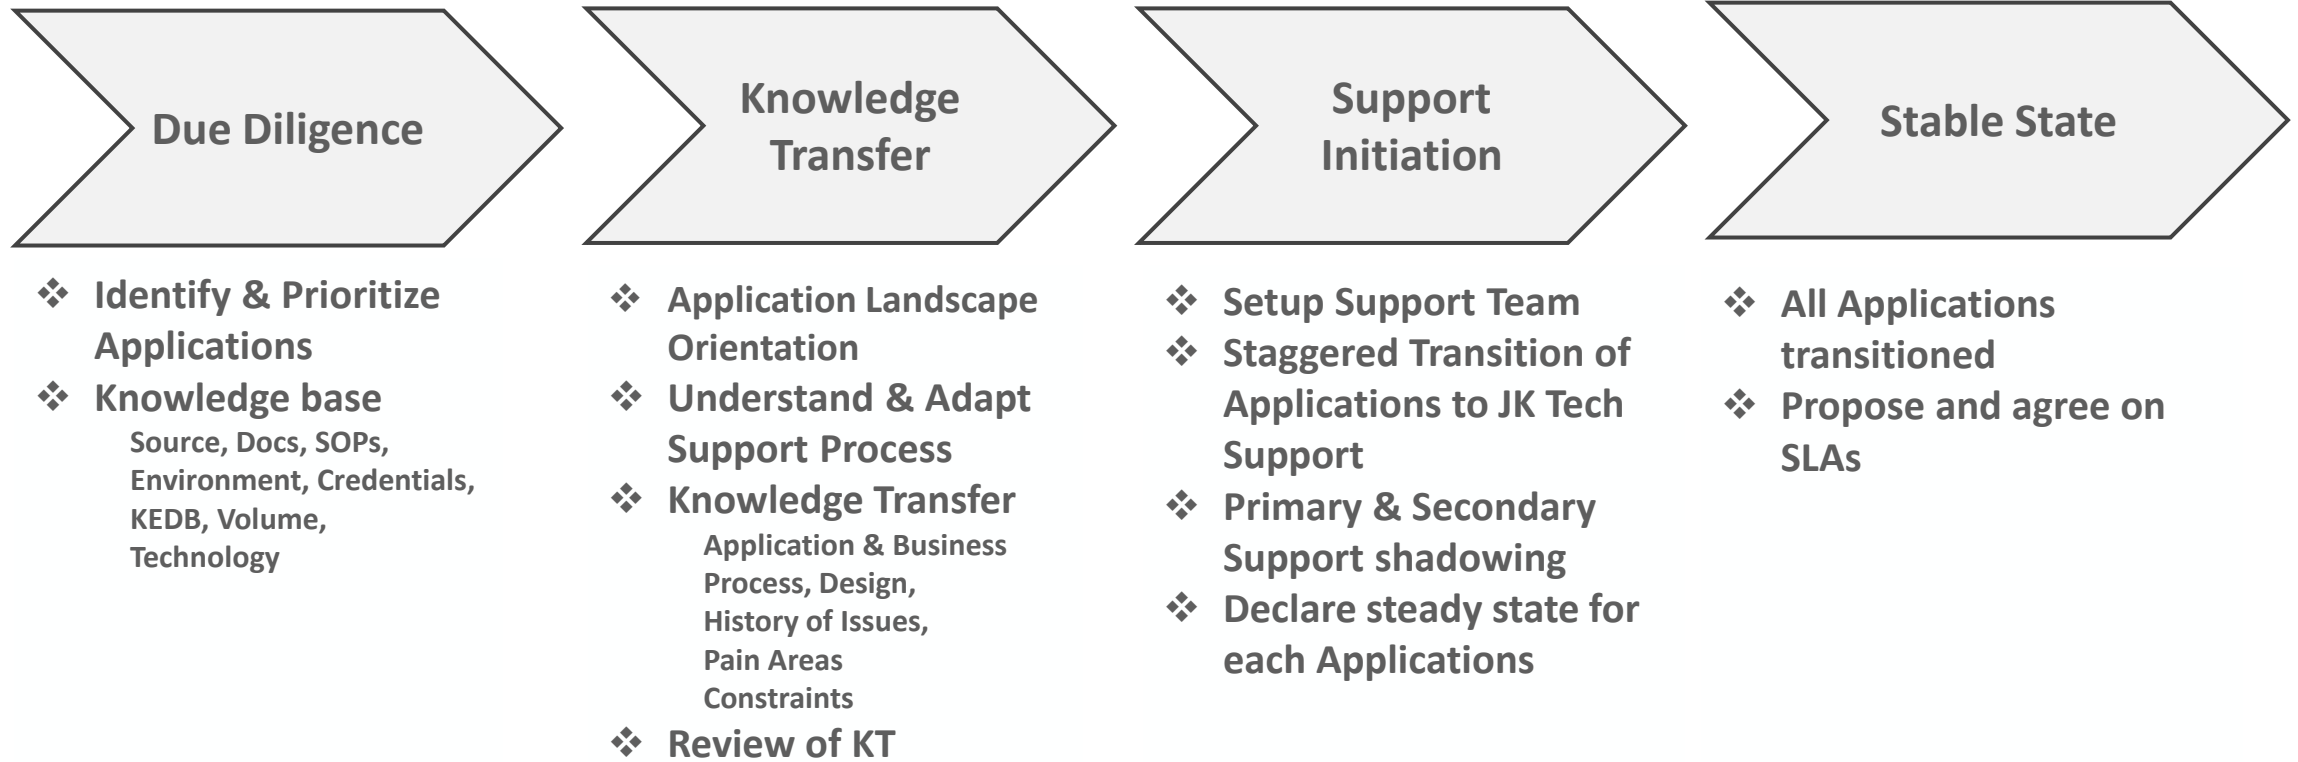 Due Diligence
Knowledge
Transfer
Support
Initiation
Stable State
Identify & Prioritize
Applications
Knowledge base
Source, Docs, SOPs,
Environment, Credentials,
KEDB, Volume,
Technology
Application Landscape
Orientation
Understand & Adapt
Support Process
Knowledge Transfer
Application & Business
Process, Design,
History of Issues,
Pain Areas
Constraints
Review of KT
Setup Support Team
Staggered Transition of
Applications to JK Tech
Support
Primary & Secondary
Support shadowing
Declare steady state for
each Applications
All Applications
transitioned
Propose and agree on
SLAs